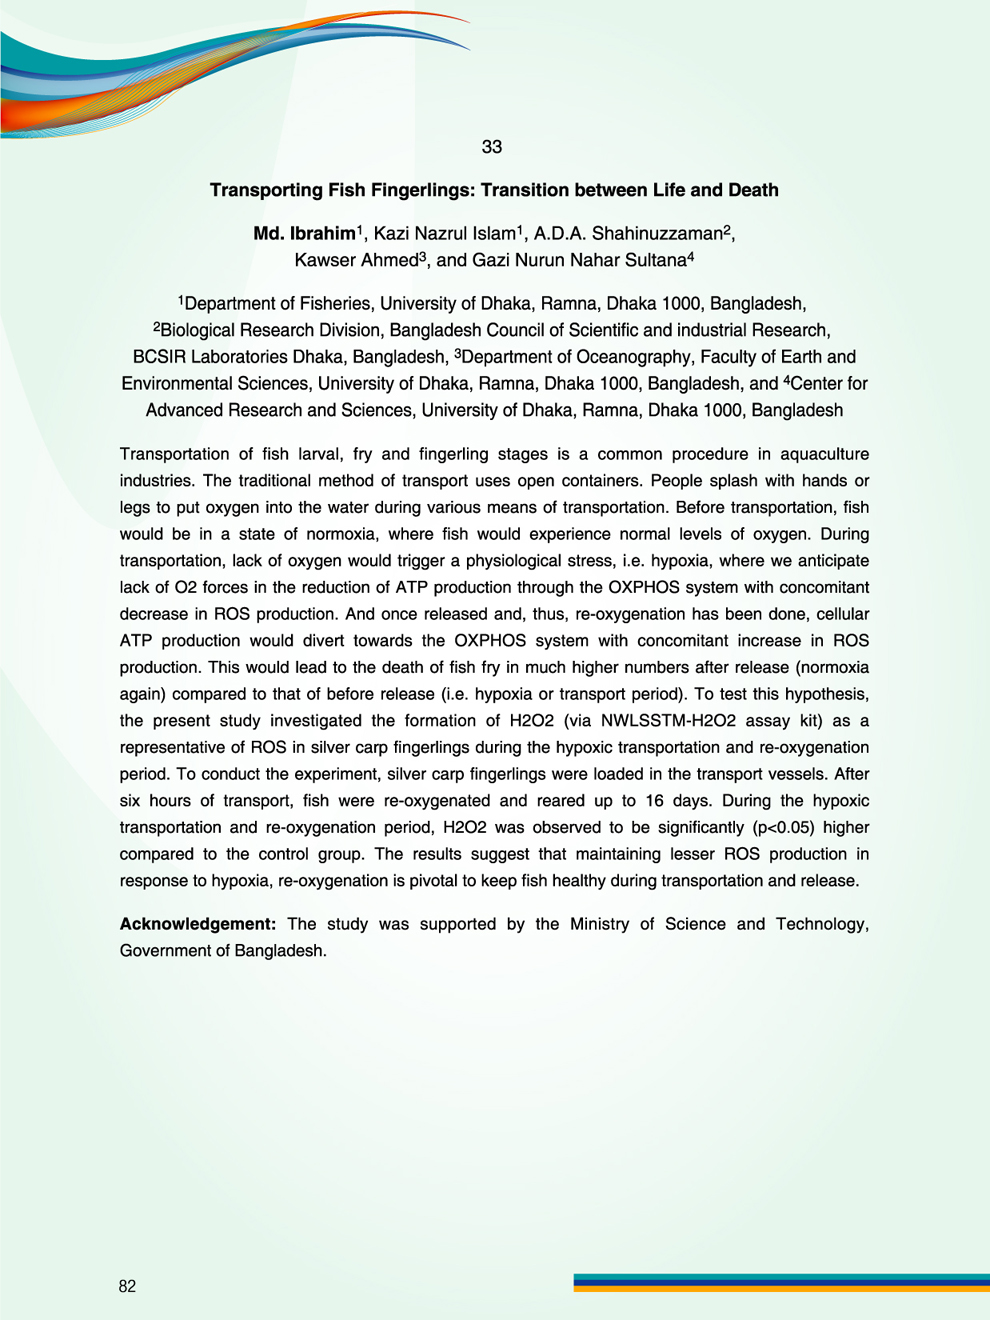 33
Transporting Fish Fingerlings: Transition between Life and Death
Md. Ibrahim1, Kazi Nazrul Islam1, A.D.A. Shahinuzzaman2,
Kawser Ahmed3, and Gazi Nurun Nahar Sultana4
1Department of Fisheries, University of Dhaka, Ramna, Dhaka 1000, Bangladesh,
2Biological Research Division, Bangladesh Council of Scientific and industrial Research,
BCSIR Laboratories Dhaka, Bangladesh, 3Department of Oceanography, Faculty of Earth and
Environmental Sciences, University of Dhaka, Ramna, Dhaka 1000, Bangladesh, and 4Center for
Advanced Research and Sciences, University of Dhaka, Ramna, Dhaka 1000, Bangladesh
Transportation of fish larval, fry and fingerling stages is a common procedure in aquaculture
industries. The traditional method of transport uses open containers. People splash with hands or
legs to put oxygen into the water during various means of transportation. Before transportation, fish
would be in a state of normoxia, where fish would experience normal levels of oxygen. During
transportation, lack of oxygen would trigger a physiological stress, i.e. hypoxia, where we anticipate
lack of O2 forces in the reduction of ATP production through the OXPHOS system with concomitant
decrease in ROS production. And once released and, thus, re-oxygenation has been done, cellular
ATP production would divert towards the OXPHOS system with concomitant increase in ROS
production. This would lead to the death of fish fry in much higher numbers after release (normoxia
again) compared to that of before release (i.e. hypoxia or transport period). To test this hypothesis,
the present study investigated the formation of H2O2 (via NWLSSTM-H2O2 assay kit) as a
representative of ROS in silver carp fingerlings during the hypoxic transportation and re-oxygenation
period. To conduct the experiment, silver carp fingerlings were loaded in the transport vessels. After
six hours of transport, fish were re-oxygenated and reared up to 16 days. During the hypoxic
transportation and re-oxygenation period, H2O2 was observed to be significantly (p<0.05) higher
compared to the control group. The results suggest that maintaining lesser ROS production in
response to hypoxia, re-oxygenation is pivotal to keep fish healthy during transportation and release.
Acknowledgement: The study was supported by the Ministry of Science and Technology,
Government of Bangladesh.
82